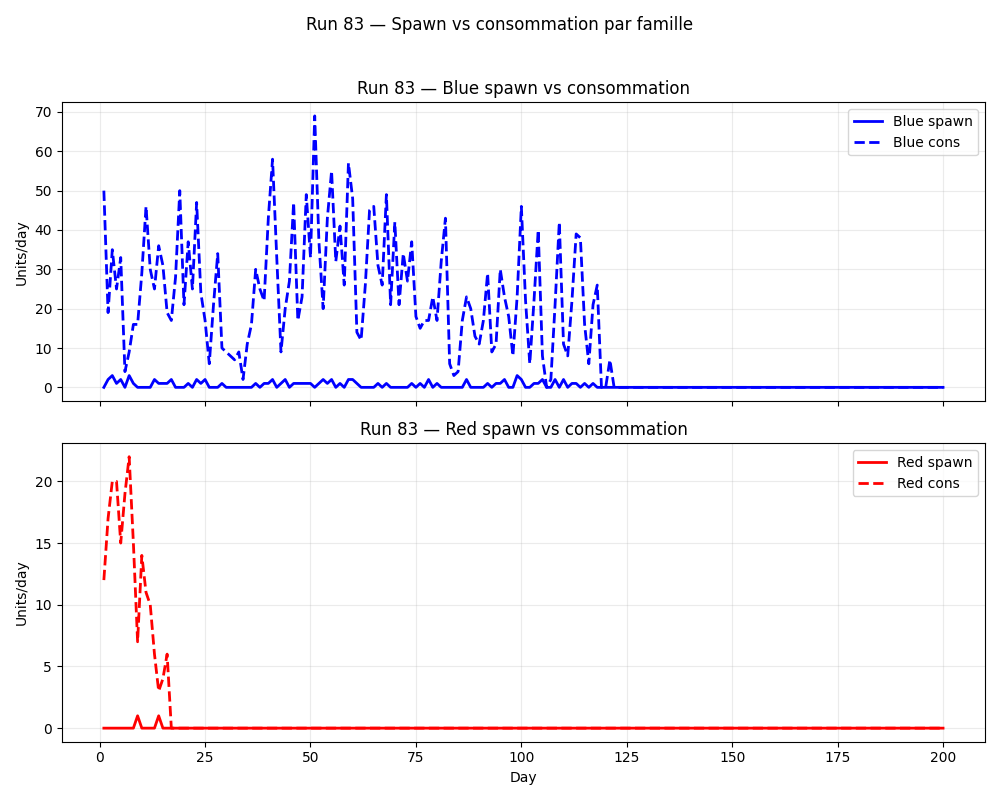 Run 83 — Spawn vs consommation par famille
Run 83 — Blue spawn vs consommation
70
60
50
40
30
20
10
0
Units/day
Blue spawn
Blue cons
Run 83 — Red spawn vs consommation
20
15
10
5
0
Units/day
Red spawn
Red cons
0 25 50 75 100 125 150 175 200
Day